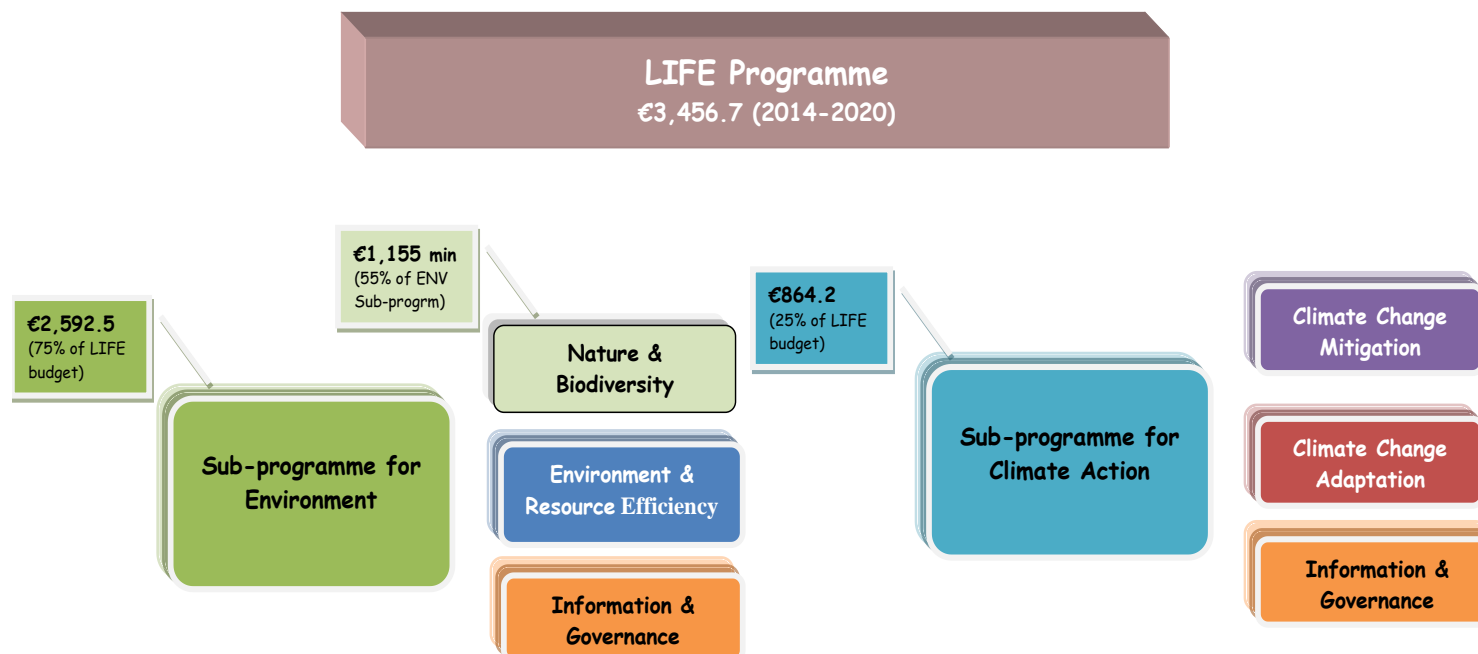 LIFE Programme
€3,456.7 (2014-2020)
€2,592.5
(75% of LIFE
budget)
Sub-programme for
Environment
€1,155 min
(55% of ENV
Sub-progrm)
Nature &
Biodiversity
Environment &
Resource Efficiency
Information &
Governance
€864.2
(25% of LIFE
budget)
Sub-programme for
Climate Action
Climate Change
Mitigation
Climate Change
Adaptation
Information &
Governance